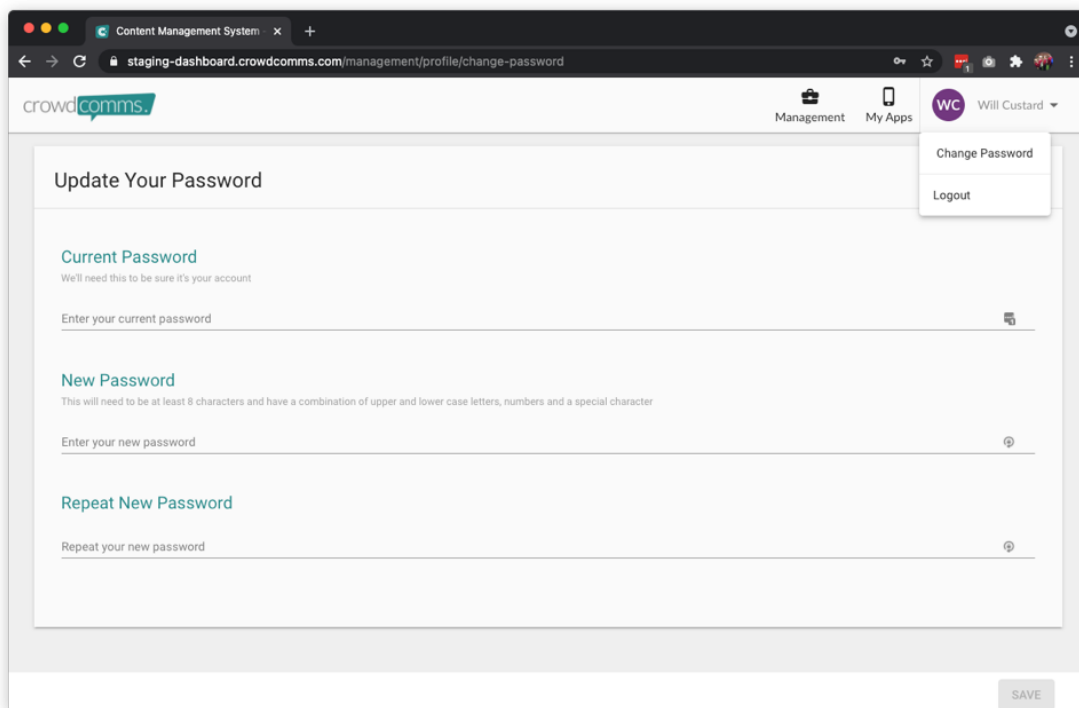 Content Management System
staging-dashboard.crowdcomms.com/management/profile/change-password
1
crowdcomms.
Management
My Apps
WC
Will Custard
Change Password
Logout
Update Your Password
Current Password
We'll need this to be sure it's your account
Enter your current password
New Password
This will need to be at least 8 characters and have a combination of upper and lower case letters, numbers and a special character
Enter your new password
Repeat New Password
Repeat your new password
SAVE